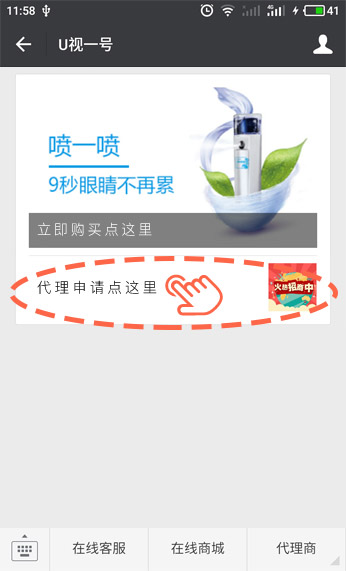 11:58
4G
41
U视一号
喷一喷
9秒眼睛不再累
立即购买点这里
代理申请点这里
火热招商中
在线客服
在线商城
代理商